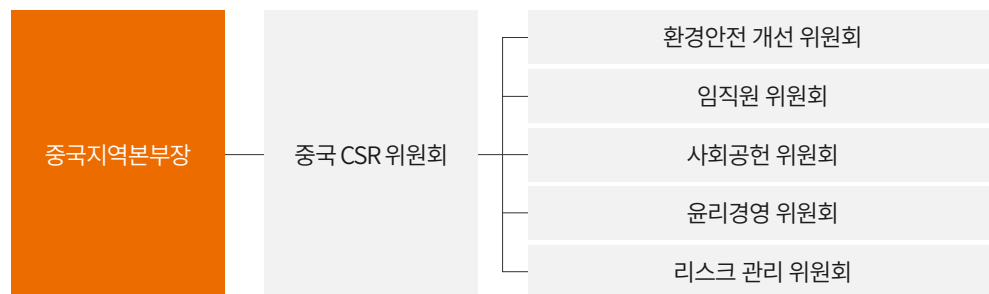 중국지역본부장
중국 CSR 위원회
환경안전 개선 위원회
임직원 위원회
사회공헌 위원회
윤리경영 위원회
리스크 관리 위원회